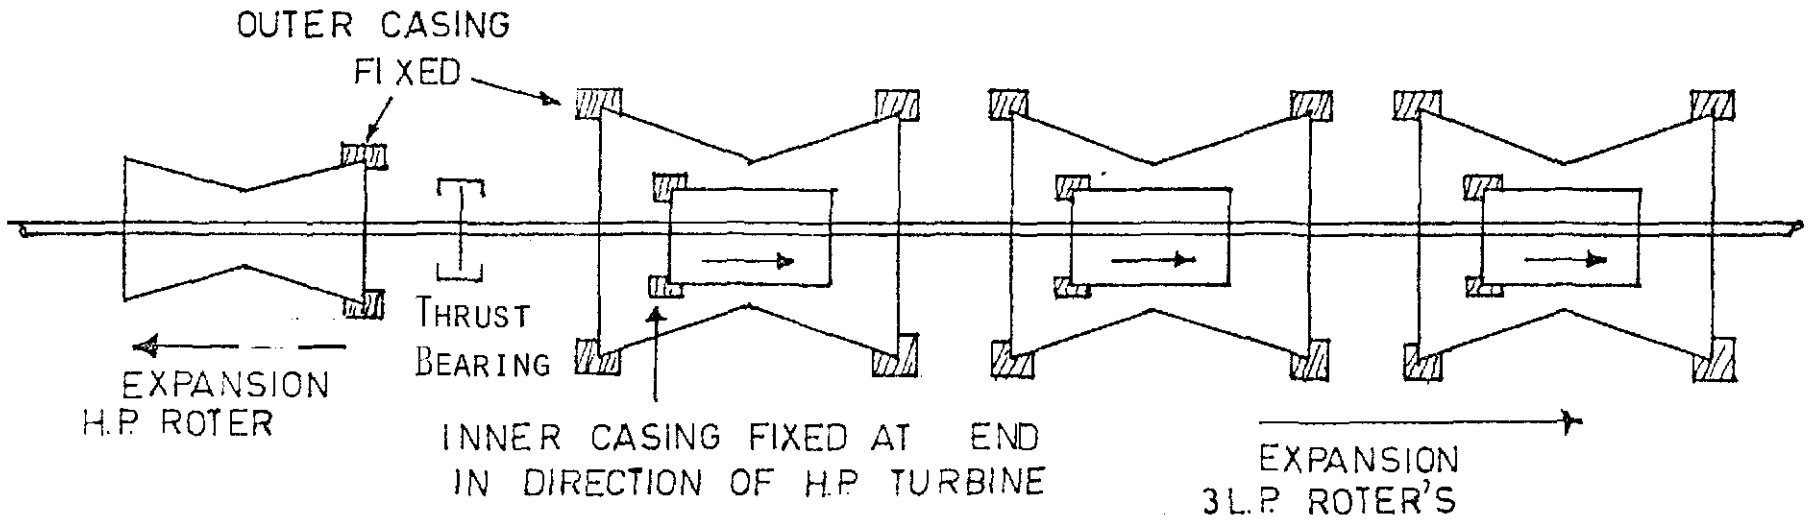 OUTER CASING
FIXED
THRUST
BEARING
EXPANSION
H.P. ROTER
INNER CASING FIXED AT END
IN DIRECTION OF H.P. TURBINE
EXPANSION
3 L.P. ROTER'S